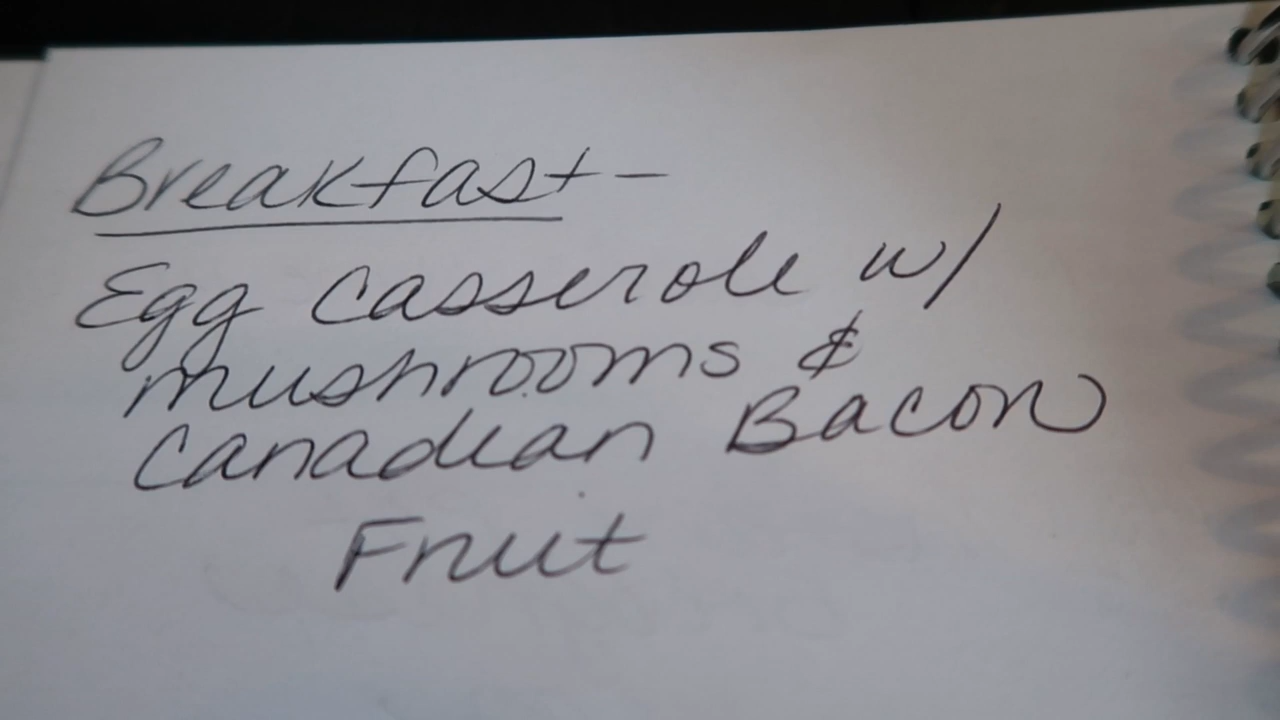 Breakfast -
Egg Casserole w/
mushrooms &
Canadian Bacon
Fruit